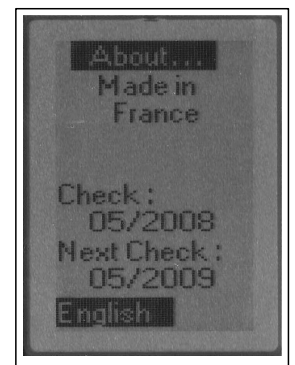 About...
Made in
France
Check :
05/2008
Next Check :
05/2009
English